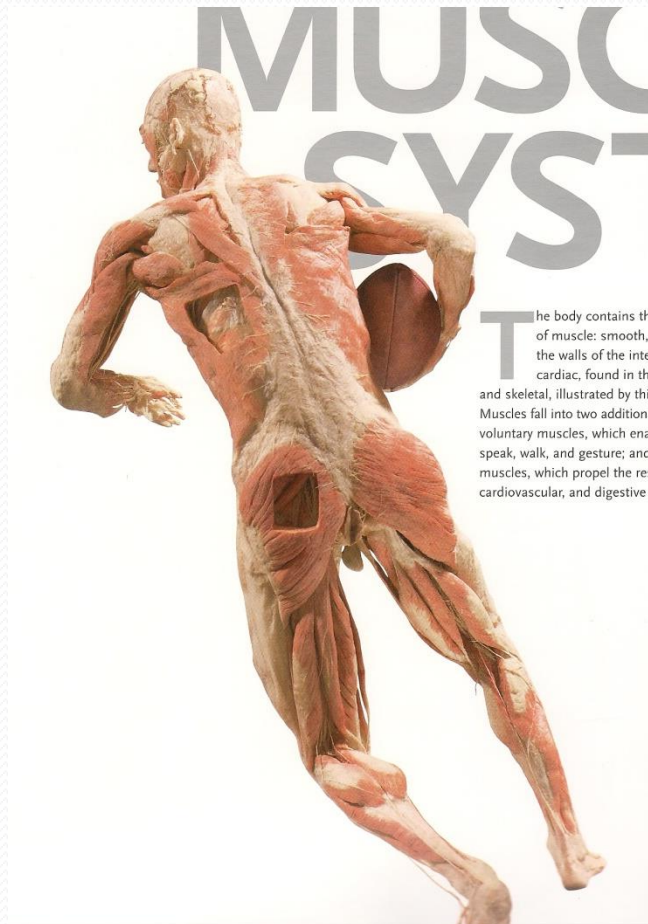 MUSC
SYST
The body contains th
of muscle: smooth,
the walls of the inte
cardiac, found in th
and skeletal, illustrated by thi
Muscles fall into two addition
voluntary muscles, which ena
speak, walk, and gesture; and
muscles, which propel the res
cardiovascular, and digestive